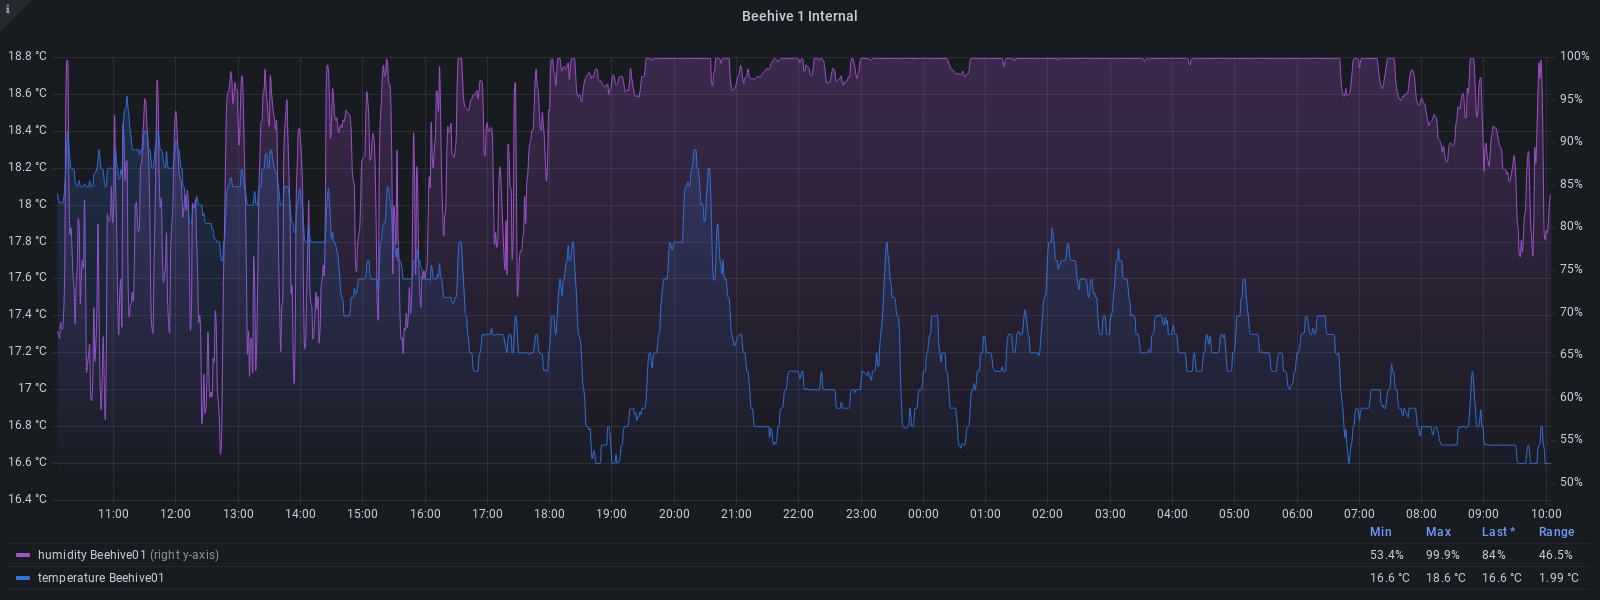 i
Beehive 1 Internal
18.8 °C 100%
18.6 °C 95%
18.4 °C 90%
18.2 °C 85%
18 °C 80%
17.8 °C 75%
17.6 °C 70%
17.4 °C 65%
17.2 °C 60%
17 °C 55%
16.8 °C 50%
16.6 °C
16.4 °C
11:00 12:00 13:00 14:00 15:00 16:00 17:00 18:00 19:00 20:00 21:00 22:00 23:00 00:00 01:00 02:00 03:00 04:00 05:00 06:00 07:00 08:00 09:00 10:00
Min Max Last * Range
humidity Beehive01 (right y-axis) 53.4% 99.9% 84% 46.5%
temperature Beehive01 16.6 °C 18.6 °C 16.6 °C 1.99 °C